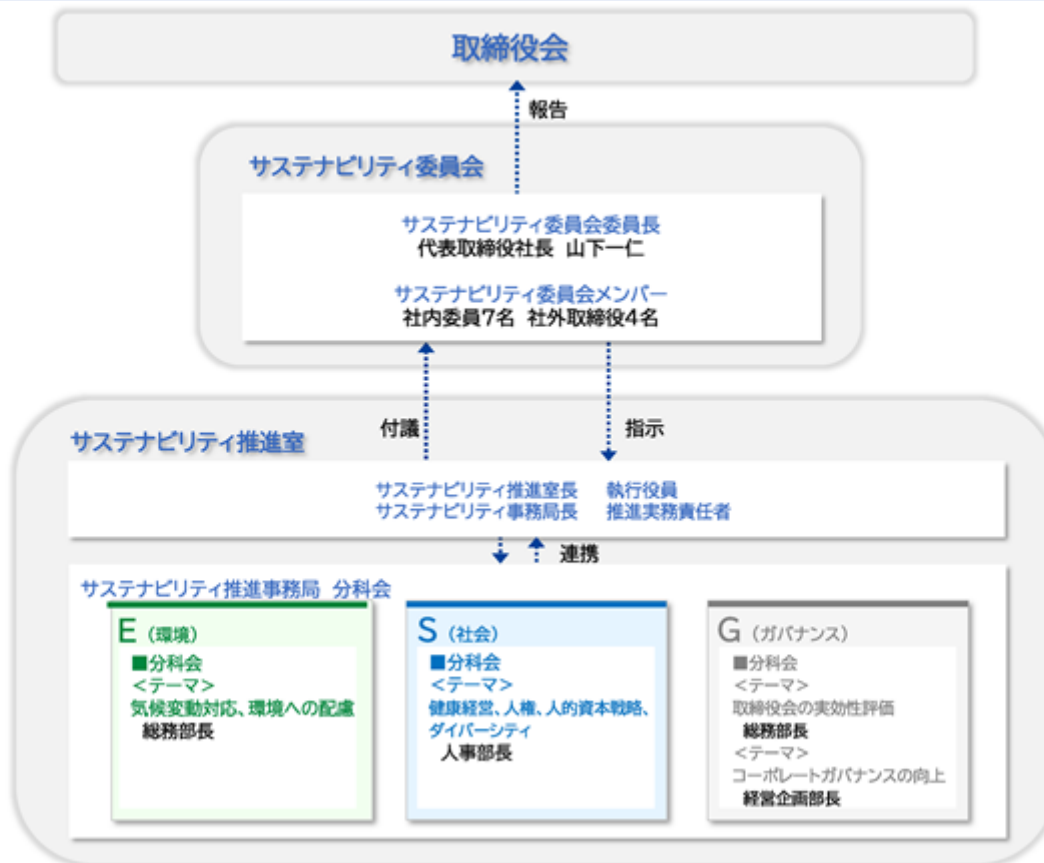 取締役会
報告
サステナビリティ委員会
サステナビリティ委員会委員長
代表取締役社長 山下一仁
サステナビリティ委員会メンバー
社内委員7名 社外取締役4名
付議
指示
サステナビリティ推進室
サステナビリティ推進室長 執行役員
サステナビリティ事務局長 推進実務責任者
連携
サステナビリティ推進事務局 分科会
E（環境）
■分科会
<テーマ>
気候変動対応、環境への配慮
総務部長
S（社会）
■分科会
<テーマ>
健康経営、人権、人的資本戦略、
ダイバーシティ
人事部長
G（ガバナンス）
■分科会
<テーマ>
取締役会の実効性評価
総務部長
<テーマ>
コーポレートガバナンスの向上
経営企画部長